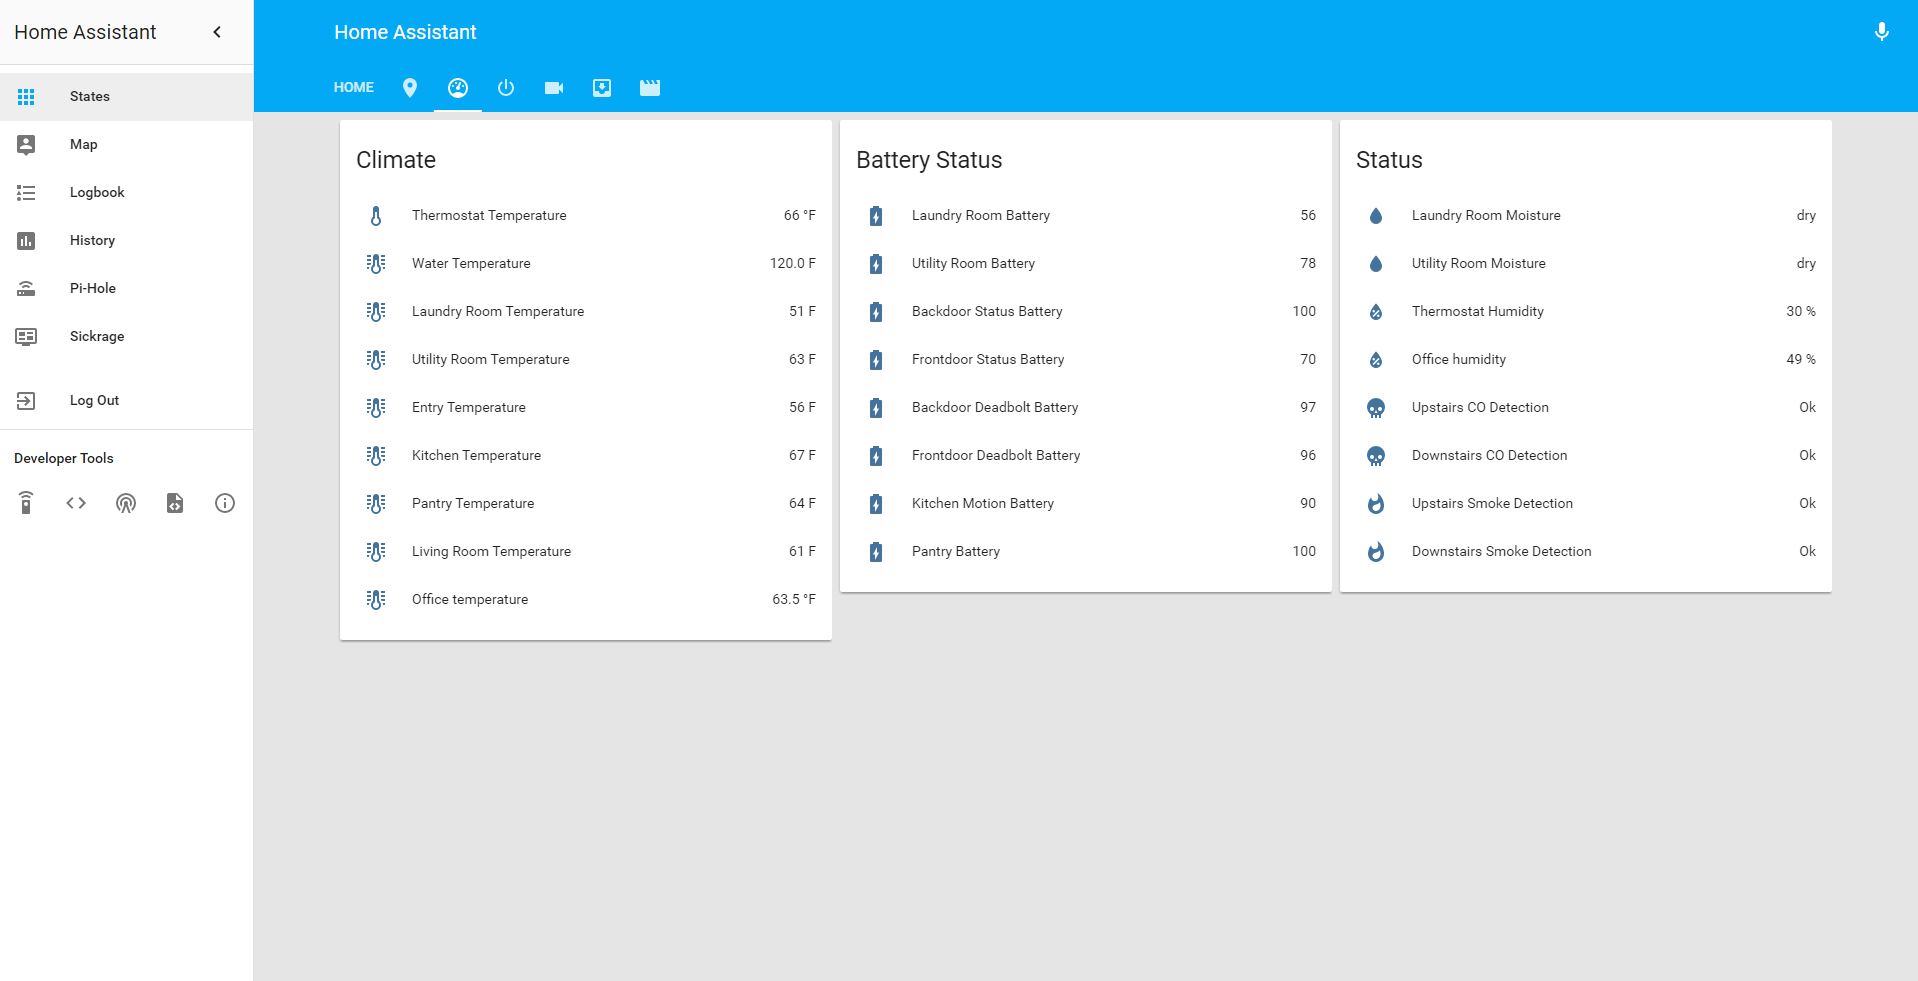 Home Assistant
States
Map
Logbook
History
Pi-Hole
Sickrage
Log Out
Developer Tools
Home Assistant
HOME
Climate
Thermostat Temperature 66 °F
Water Temperature 120.0 F
Laundry Room Temperature 51 F
Utility Room Temperature 63 F
Entry Temperature 56 F
Kitchen Temperature 67 F
Pantry Temperature 64 F
Living Room Temperature 61 F
Office temperature 63.5 °F
Battery Status
Laundry Room Battery 56
Utility Room Battery 78
Backdoor Status Battery 100
Frontdoor Status Battery 70
Backdoor Deadbolt Battery 97
Frontdoor Deadbolt Battery 96
Kitchen Motion Battery 90
Pantry Battery 100
Status
Laundry Room Moisture dry
Utility Room Moisture dry
Thermostat Humidity 30 %
Office humidity 49 %
Upstairs CO Detection Ok
Downstairs CO Detection Ok
Upstairs Smoke Detection Ok
Downstairs Smoke Detection Ok